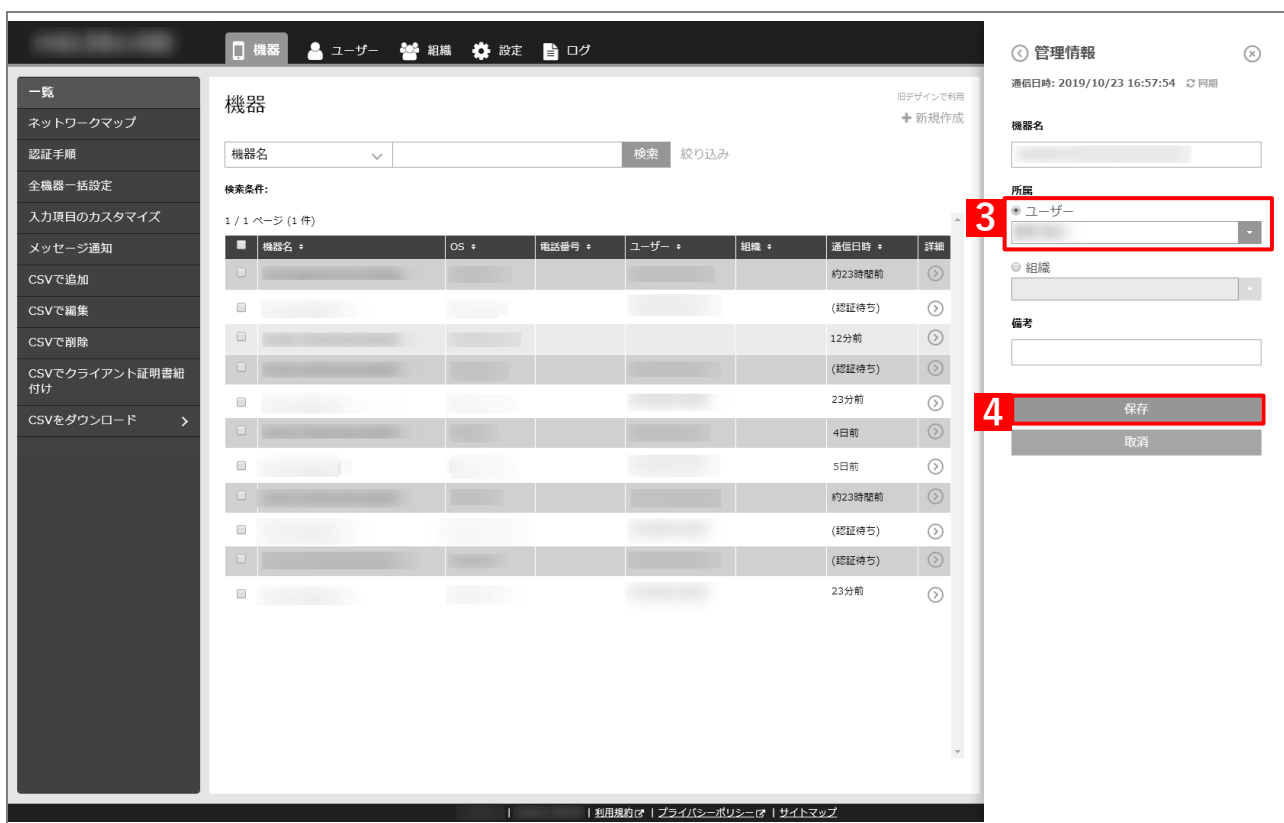 機器
ユーザー
組織
設定
ログ
一覧
ネットワークマップ
認証手順
全機器一括設定
入力項目のカスタマイズ
メッセージ通知
CSVで追加
CSVで編集
CSVで削除
CSVでクライアント証明書紐
付け
CSVをダウンロード
機器
旧デザインで利用
新規作成
機器名
検索
絞り込み
検索条件:
1 / 1 ページ (1 件)
機器名 OS 電話番号 ユーザー 組織 通信日時 詳細
約23時間前
(認証待ち)
12分前
(認証待ち)
23分前
4日前
5日前
約23時間前
(認証待ち)
(認証待ち)
23分前
| | 利用規約 | プライバシーポリシー | サイトマップ
管理情報
通信日時: 2019/10/23 16:57:54 同期
機器名
所属
3
ユーザー
組織
備考
4
保存
取消